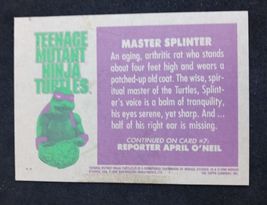 TEENAGE
MUTANT
NINJA
TURTLES
MASTER SPLINTER
An aging, arthritic rat who stands
about four feet high and wears a
patched-up old coat. The wise, spir-
itual master of the Turtles, Splint-
er's voice is a balm of tranquility,
his eyes serene, yet sharp. And ...
half of his right ear is missing.
CONTINUED ON CARD #7:
REPORTER APRIL O'NEIL